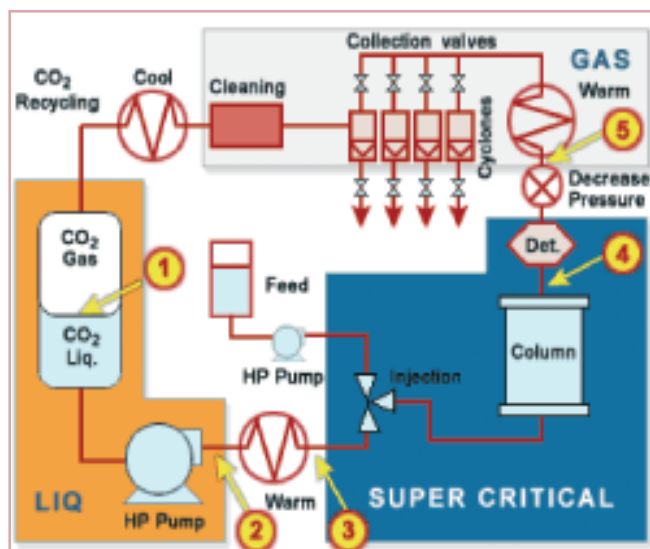 Collection valves
GAS
CO2
Recycling
Cool
Cleaning
Warm
Cyclones
5
Decrease
Pressure
CO2
Gas
1
Det.
4
CO2
Liq.
Feed
Column
HP Pump
Injection
LIQ
HP Pump
2
Warm
3
SUPER CRITICAL